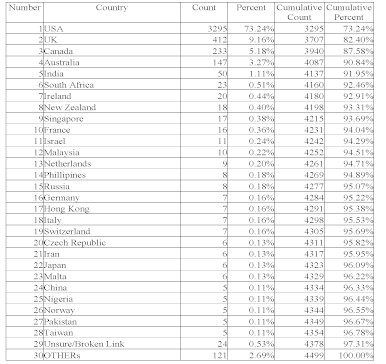 Number Country Count Percent Cumulative Count Cumulative Percent
1 USA 3295 73.24% 3295 73.24%
2 UK 412 9.16% 3707 82.40%
3 Canada 233 5.18% 3940 87.58%
4 Australia 147 3.27% 4087 90.84%
5 India 50 1.11% 4137 91.95%
6 South Africa 23 0.51% 4160 92.46%
7 Ireland 20 0.44% 4180 92.91%
8 New Zealand 18 0.40% 4198 93.31%
9 Singapore 17 0.38% 4215 93.69%
10 France 16 0.36% 4231 94.04%
11 Israel 11 0.24% 4242 94.29%
12 Malaysia 10 0.22% 4252 94.51%
13 Netherlands 9 0.20% 4261 94.71%
14 Phillipines 8 0.18% 4269 94.89%
15 Russia 8 0.18% 4277 95.07%
16 Germany 7 0.16% 4284 95.22%
17 Hong Kong 7 0.16% 4291 95.38%
18 Italy 7 0.16% 4298 95.53%
19 Switzerland 7 0.16% 4305 95.69%
20 Czech Republic 6 0.13% 4311 95.82%
21 Iran 6 0.13% 4317 95.95%
22 Japan 6 0.13% 4323 96.09%
23 Malta 6 0.13% 4329 96.22%
24 China 5 0.11% 4334 96.33%
25 Nigeria 5 0.11% 4339 96.44%
26 Norway 5 0.11% 4344 96.55%
27 Pakistan 5 0.11% 4349 96.67%
28 Taiwan 5 0.11% 4354 96.78%
29 Unsure/Broken Link 24 0.53% 4378 97.31%
30 OTHERs 121 2.69% 4499 100.00%